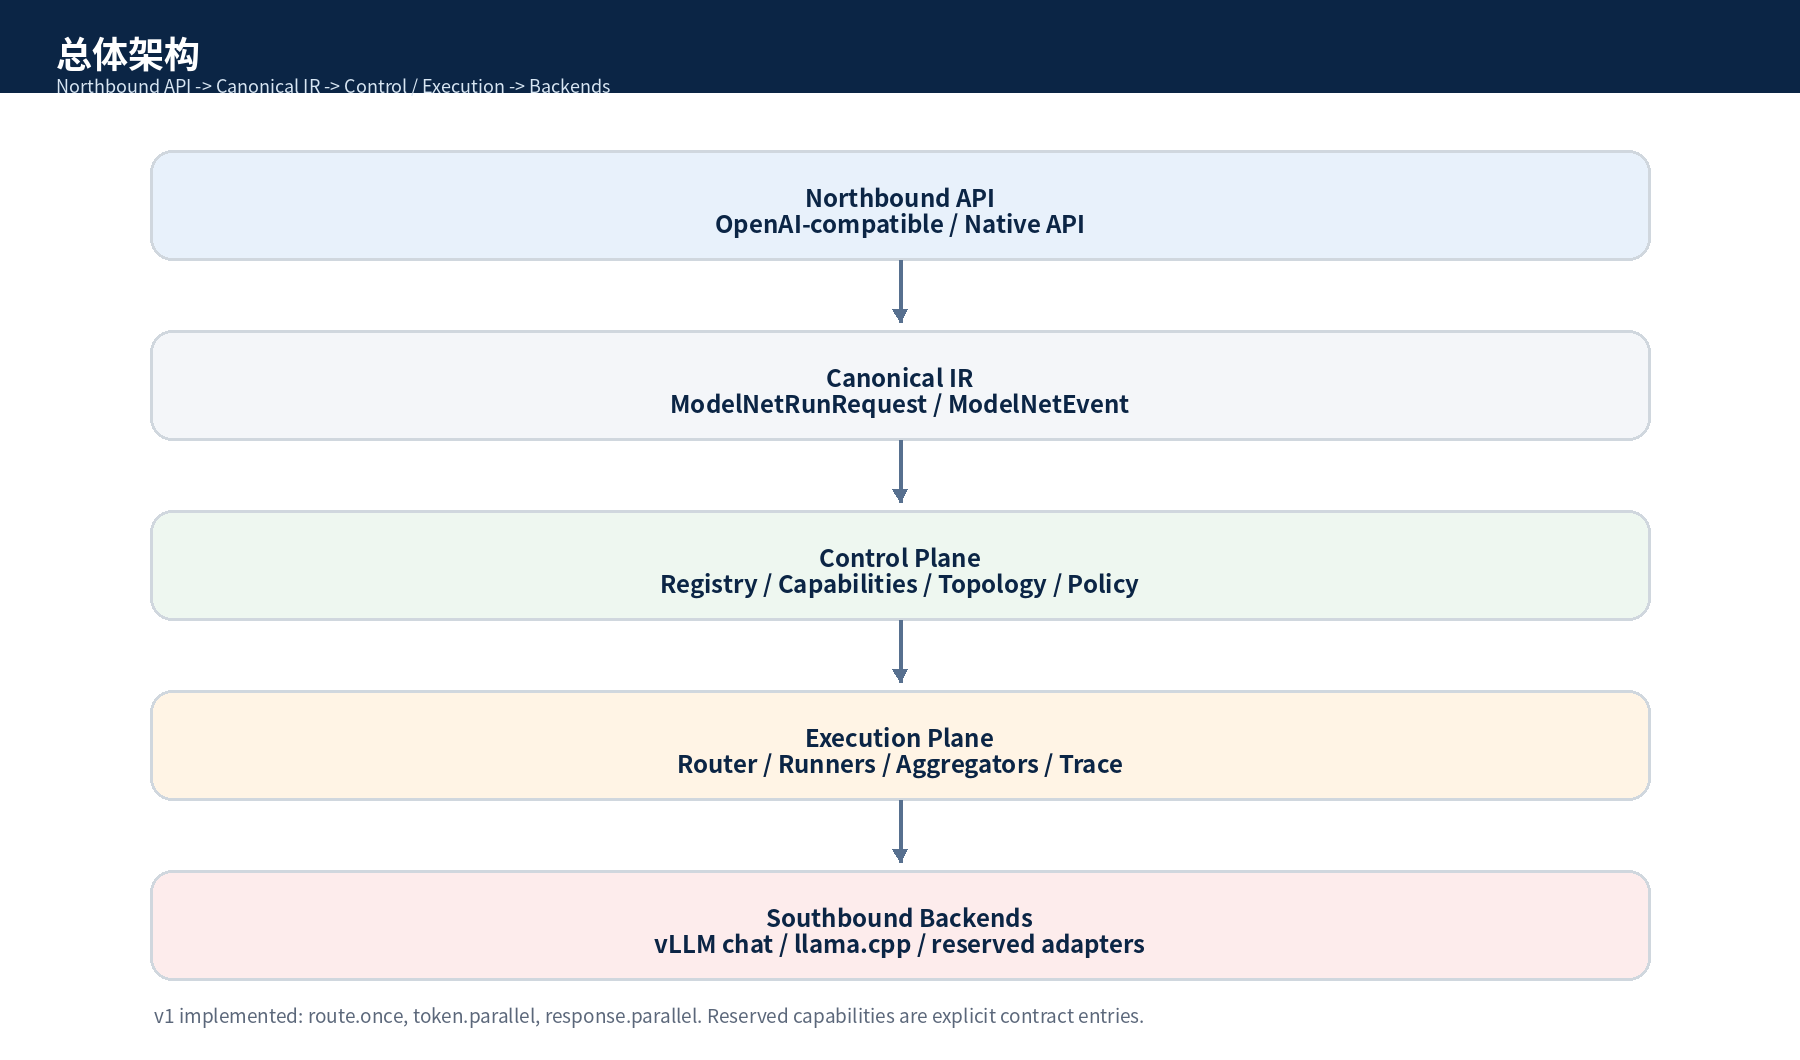 总体架构
Northbound API -> Canonical IR -> Control / Execution -> Backends
Northbound API
OpenAI-compatible / Native API
Canonical IR
ModelNetRunRequest / ModelNetEvent
Control Plane
Registry / Capabilities / Topology / Policy
Execution Plane
Router / Runners / Aggregators / Trace
Southbound Backends
vLLM chat / llama.cpp / reserved adapters
v1 implemented: route.once, token.parallel, response.parallel. Reserved capabilities are explicit contract entries.